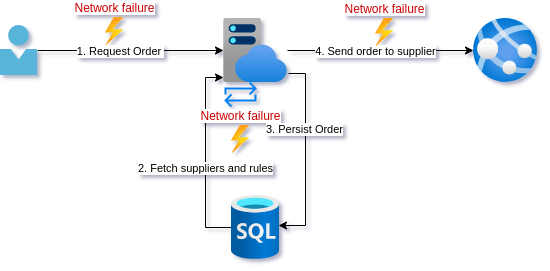 Network failure
Network failure
1. Request Order
4. Send order to supplier
Network failure
3. Persist Order
2. Fetch suppliers and rules
SQL